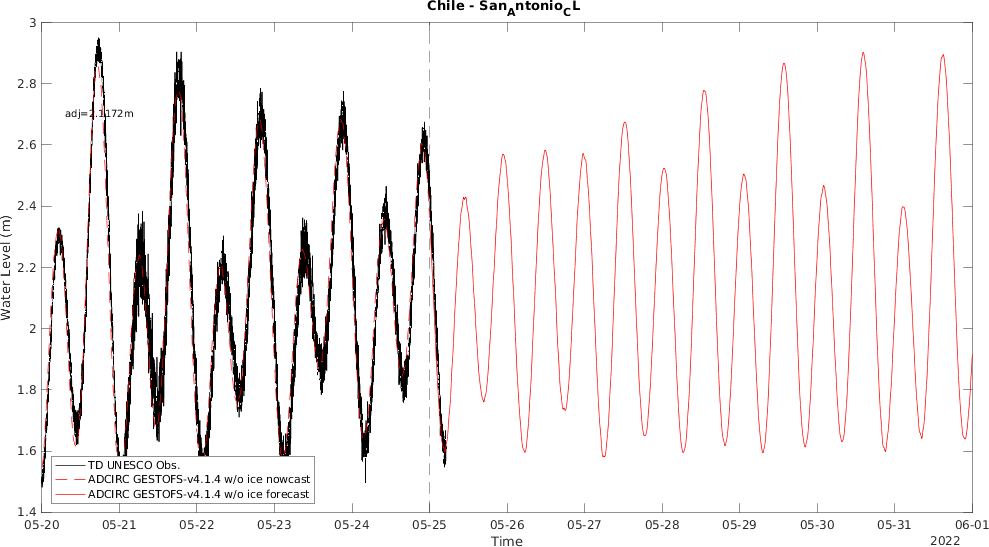 Chile - San_Antonio_CL
3
2.8
2.6
2.4
2.2
2
1.8
1.6
1.4
Water Level (m)
adj=2.1172m
TD UNESCO Obs.
ADCIRC GESTOFS-v4.1.4 w/o ice nowcast
ADCIRC GESTOFS-v4.1.4 w/o ice forecast
05-20 05-21 05-22 05-23 05-24 05-25 05-26 05-27 05-28 05-29 05-30 05-31 06-01
Time
2022